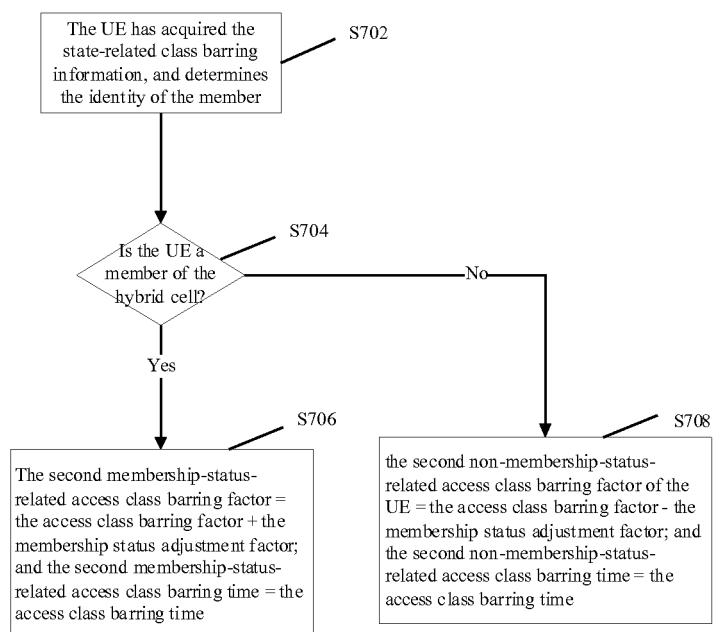 The UE has acquired the
state-related class barring
information, and determines
the identity of the member
S702
Is the UE a
member of the
hybrid cell?
S704
No
Yes
S706
The second membership-status-
related access class barring factor =
the access class barring factor + the
membership status adjustment factor;
and the second membership-status-
related access class barring time = the
access class barring time
S708
the second non-membership-status-
related access class barring factor of the
UE = the access class barring factor - the
membership status adjustment factor; and
the second non-membership-status-
related access class barring time = the
access class barring time